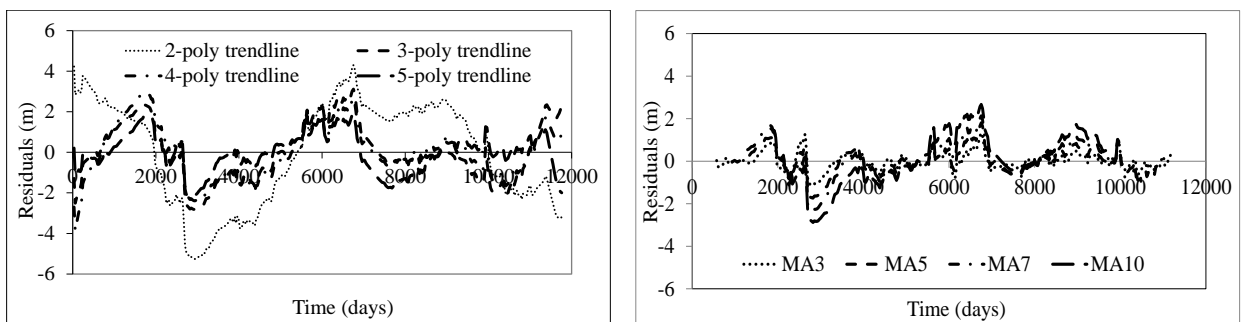 6
4
2
0
-2
-4
-6
0 2000 4000 6000 8000 10000 12000
Residuals (m)
Time (days)
2-poly trendline 3-poly trendline
4-poly trendline 5-poly trendline
6
4
2
0
-2
-4
-6
0 2000 4000 6000 8000 10000 12000
Residuals (m)
Time (days)
MA3 MA5 MA7 MA10